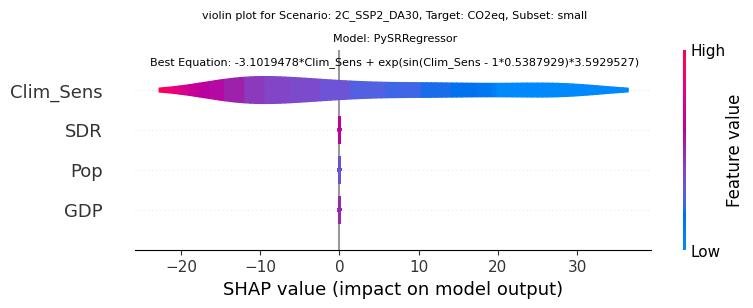 violin plot for Scenario: 2C_SSP2_DA30, Target: CO2eq, Subset: small
Model: PySRRegressor
Best Equation: -3.1019478*Clim_Sens + exp(sin(Clim_Sens - 1*0.5387929)*3.5929527)
High
Clim_Sens
SDR
Pop
GDP
Feature value
Low
−20 −10 0 10 20 30
SHAP value (impact on model output)